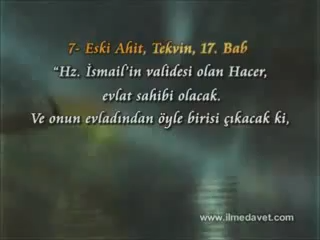 7- Eski Ahit, Tekvin, 17. Bab
"Hz. İsmail'in validesi olan Hacer,
evlat sahibi olacak.
Ve onun evladından öyle birisi çıkacak ki,
www.ilmedavet.com